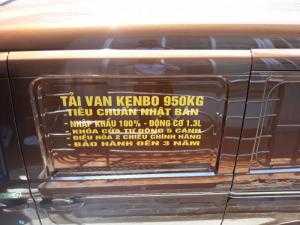 TẢI VAN KENBO 950KG
TIÊU CHUẨN NHẬT BẢN
- NHẬP KHẨU 100% - ĐỘNG CƠ 1.3L
- KHÓA CỬA TỰ ĐỘNG 5 CÁNH
- ĐIỀU HÒA 2 CHIỀU CHÍNH HÃNG
BẢO HÀNH ĐẾN 3 NĂM